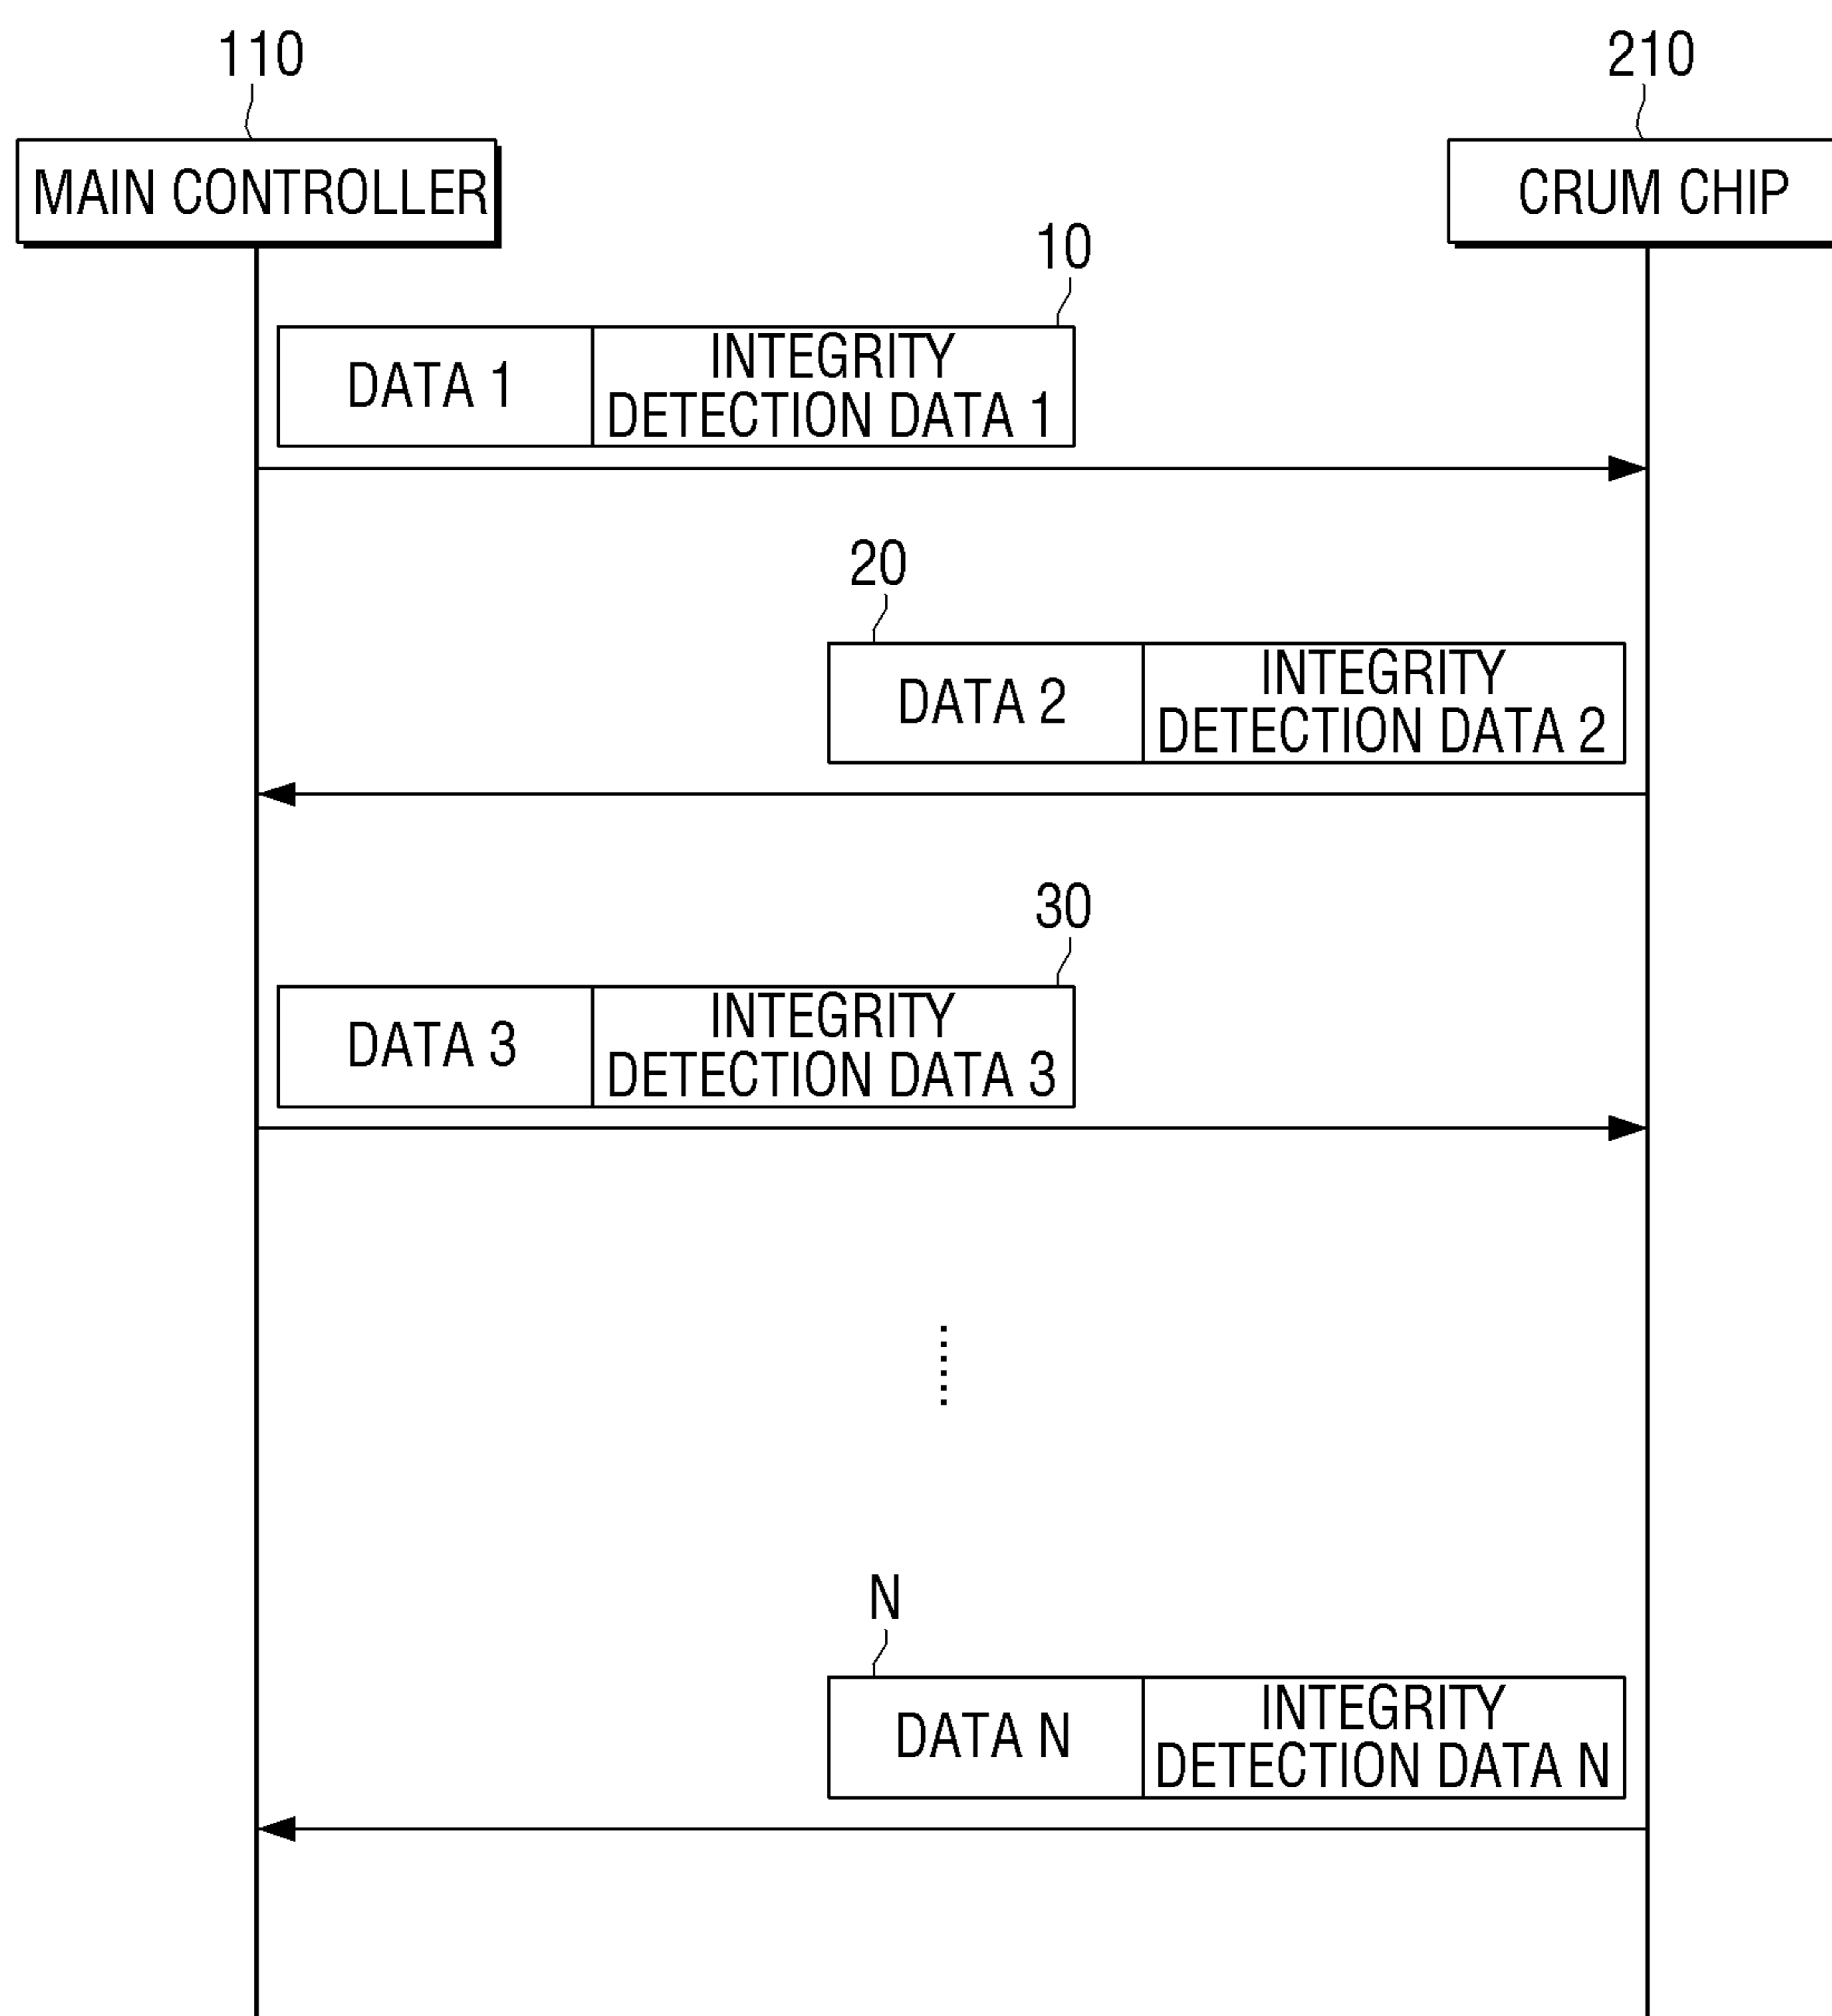 110
210
MAIN CONTROLLER
CRUM CHIP
10
DATA 1
INTEGRITY
DETECTION DATA 1
20
DATA 2
INTEGRITY
DETECTION DATA 2
30
DATA 3
INTEGRITY
DETECTION DATA 3
N
DATA N
INTEGRITY
DETECTION DATA N